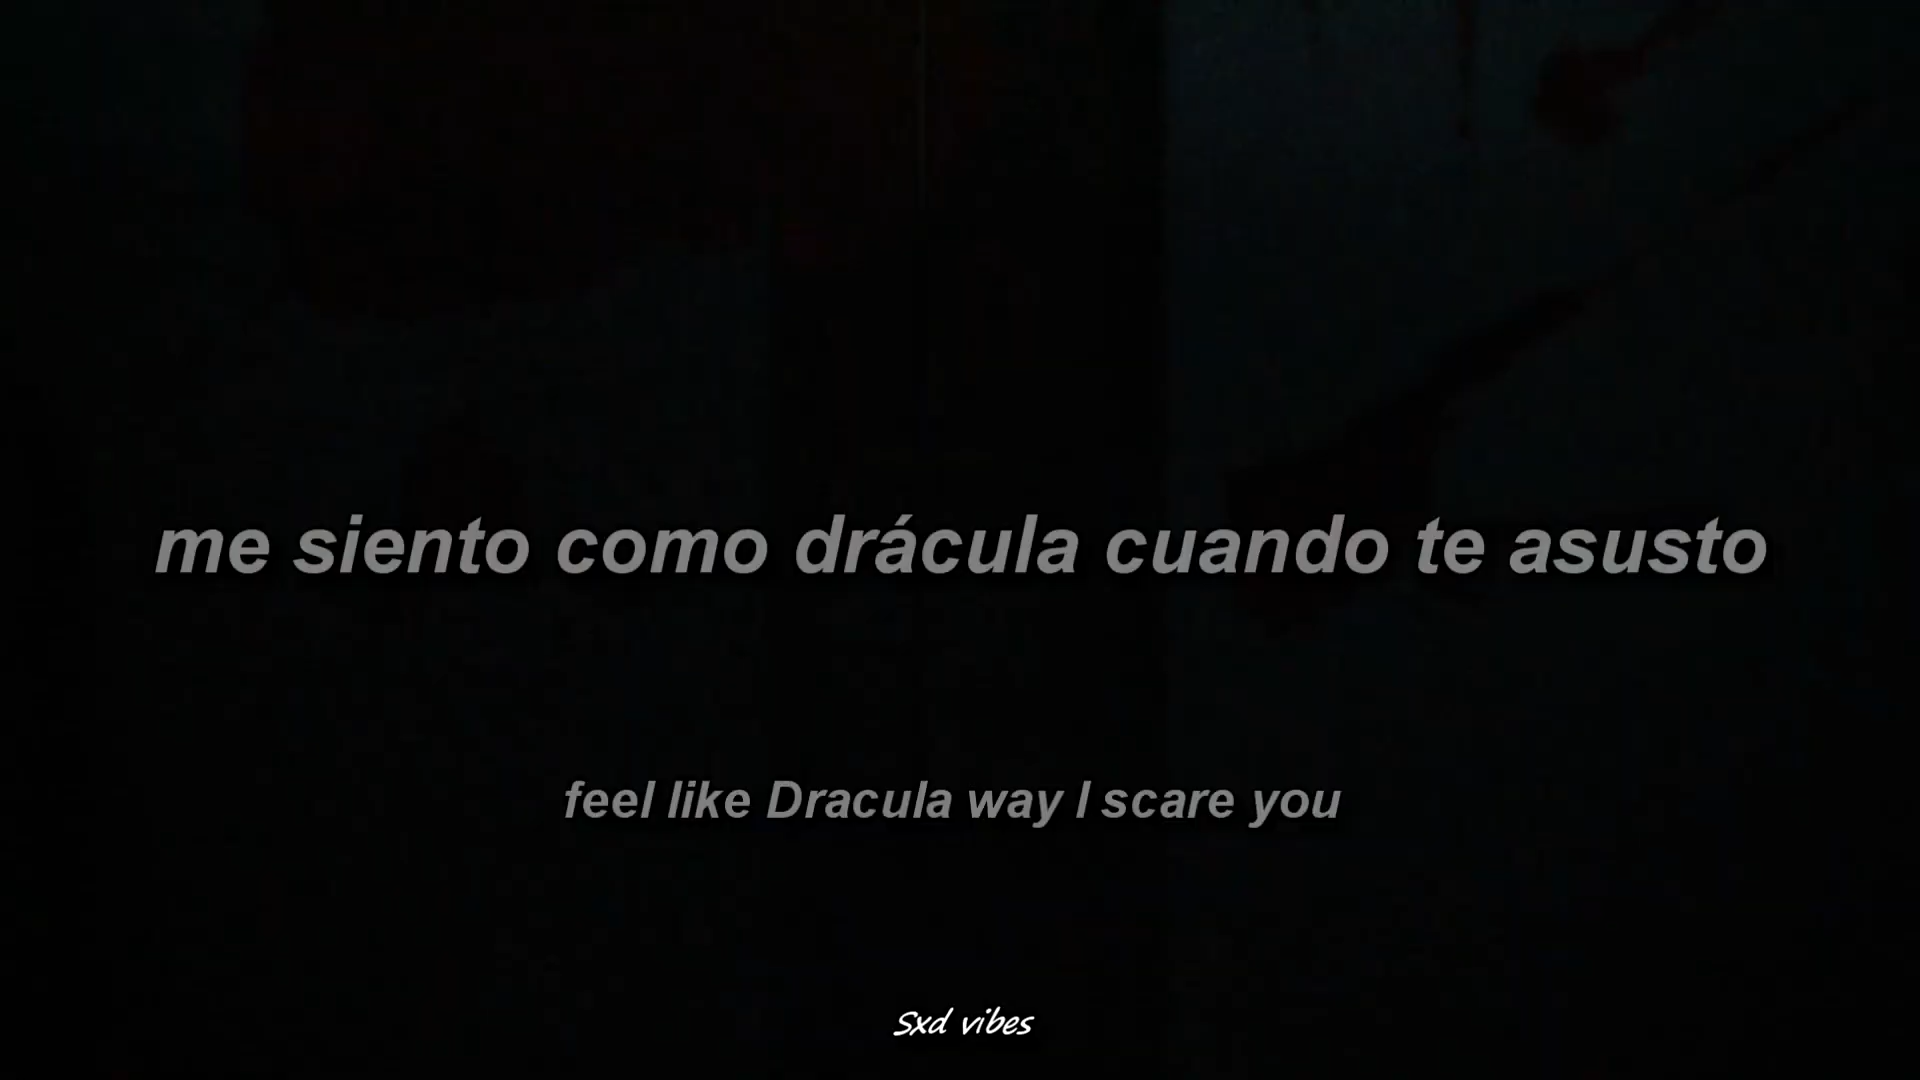 me siento como drácula cuando te asusto
feel like Dracula way I scare you
Sxd vibes